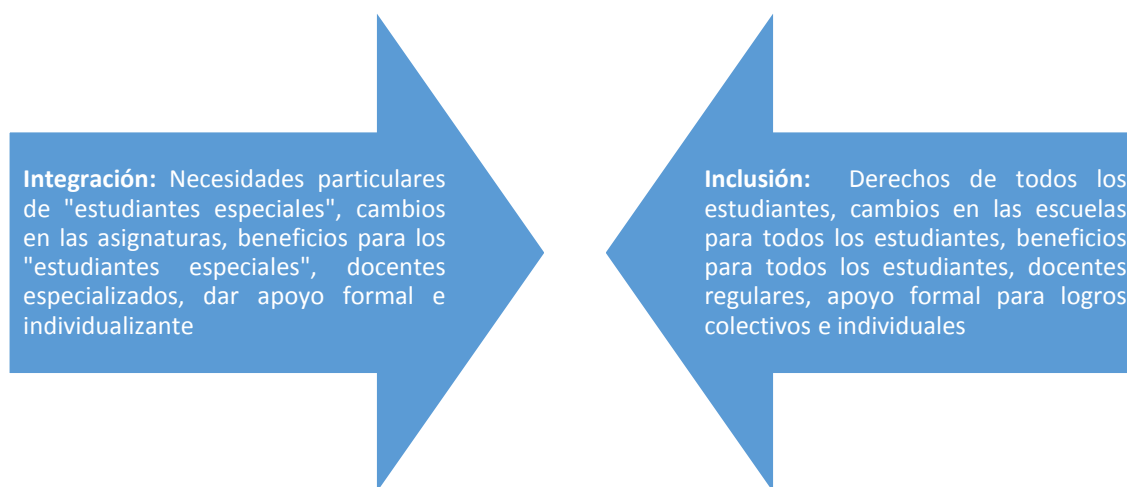 Integración: Necesidades particulares
de "estudiantes especiales", cambios
en las asignaturas, beneficios para los
"estudiantes especiales", docentes
especializados, dar apoyo formal e
individualizante
Inclusión: Derechos de todos los
estudiantes, cambios en las escuelas
para todos los estudiantes, beneficios
para todos los estudiantes, docentes
regulares, apoyo formal para logros
colectivos e individuales